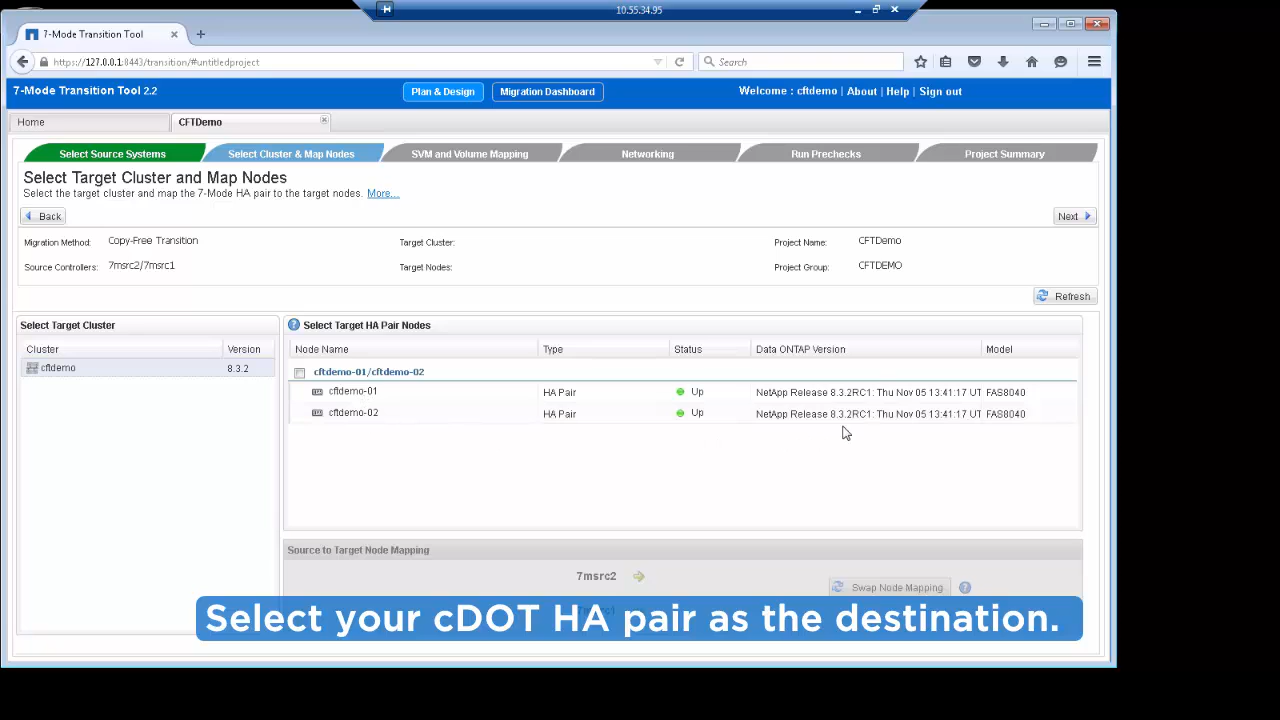 10.55.34.95
7-Mode Transition Tool
https://127.0.0.1:8443/transition/#untitledproject
Search
7-Mode Transition Tool 2.2
Plan & Design
Migration Dashboard
Welcome : cftdemo | About | Help | Sign out
Home
CFTDemo
Select Source Systems
Select Cluster & Map Nodes
SVM and Volume Mapping
Networking
Run Prechecks
Project Summary
Select Target Cluster and Map Nodes
Select the target cluster and map the 7-Mode HA pair to the target nodes. More...
Back
Next
Migration Method: Copy-Free Transition
Target Cluster:
Project Name: CFTDemo
Source Controllers: 7msrc2/7msrc1
Target Nodes:
Project Group: CFTDEMO
Refresh
Select Target Cluster
Select Target HA Pair Nodes
Cluster Version
Node Name Type Status Data ONTAP Version Model
cftdemo 8.3.2
cftdemo-01/cftdemo-02
cftdemo-01 HA Pair Up NetApp Release 8.3.2RC1: Thu Nov 05 13:41:17 UT FAS8040
cftdemo-02 HA Pair Up NetApp Release 8.3.2RC1: Thu Nov 05 13:41:17 UT FAS8040
Source to Target Node Mapping
7msrc2
Swap Node Mapping
Select your cDOT HA pair as the destination.